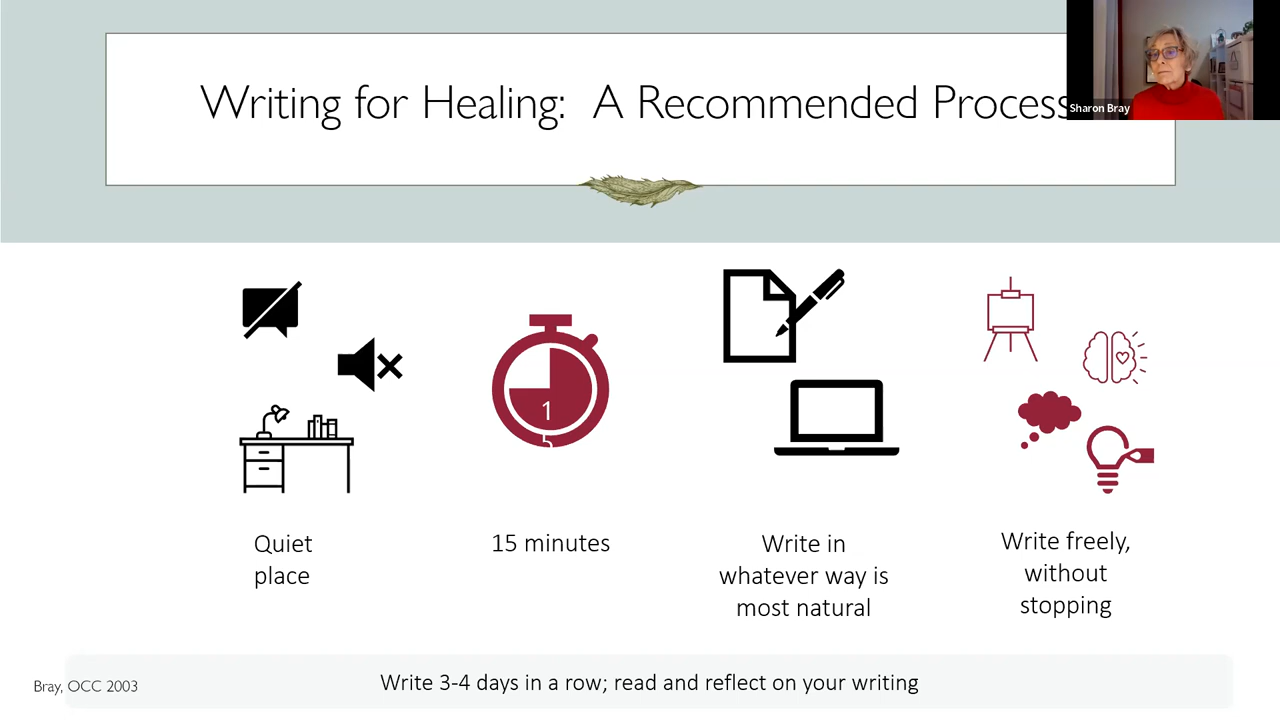 Writing for Healing: A Recommended Process
Sharon Bray
1
5
Quiet
place
15 minutes
Write in
whatever way is
most natural
Write freely,
without
stopping
Write 3-4 days in a row; read and reflect on your writing
Bray, OCC 2003